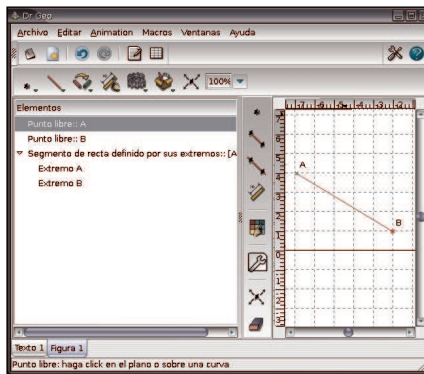 Dr Geo
Archivo Editar Animation Macros Ventanas Ayuda
100%
Elementos
Punto libre:: A
Punto libre:: B
Segmento de recta definido por sus extremos:: [A
Extremo A
Extremo B
A
B
Texto 1 Figura 1
Punto libre: haga click en el plano o sobre una curva